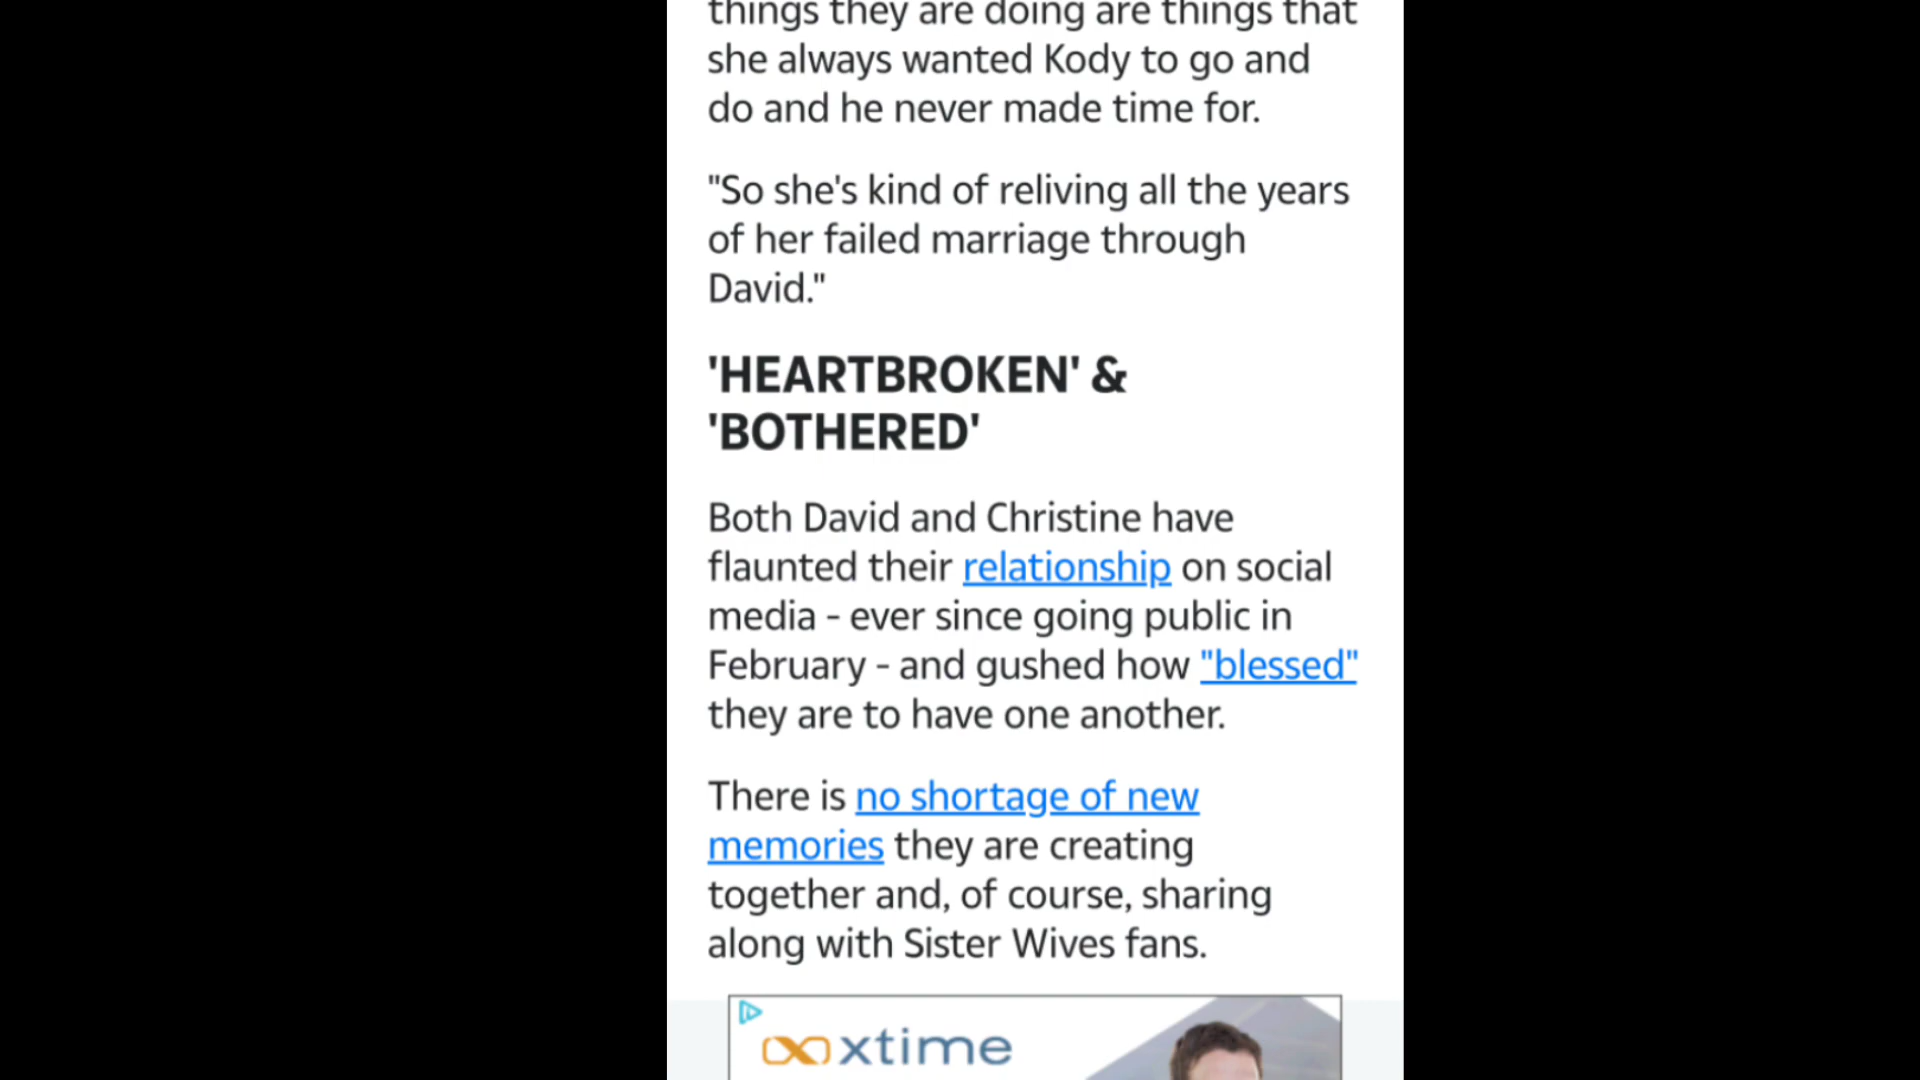 things they are doing are things that
she always wanted Kody to go and
do and he never made time for.
"So she's kind of reliving all the years
of her failed marriage through
David."
'HEARTBROKEN' &
'BOTHERED'
Both David and Christine have
flaunted their relationship on social
media - ever since going public in
February - and gushed how "blessed"
they are to have one another.
There is no shortage of new
memories they are creating
together and, of course, sharing
along with Sister Wives fans.
xtime